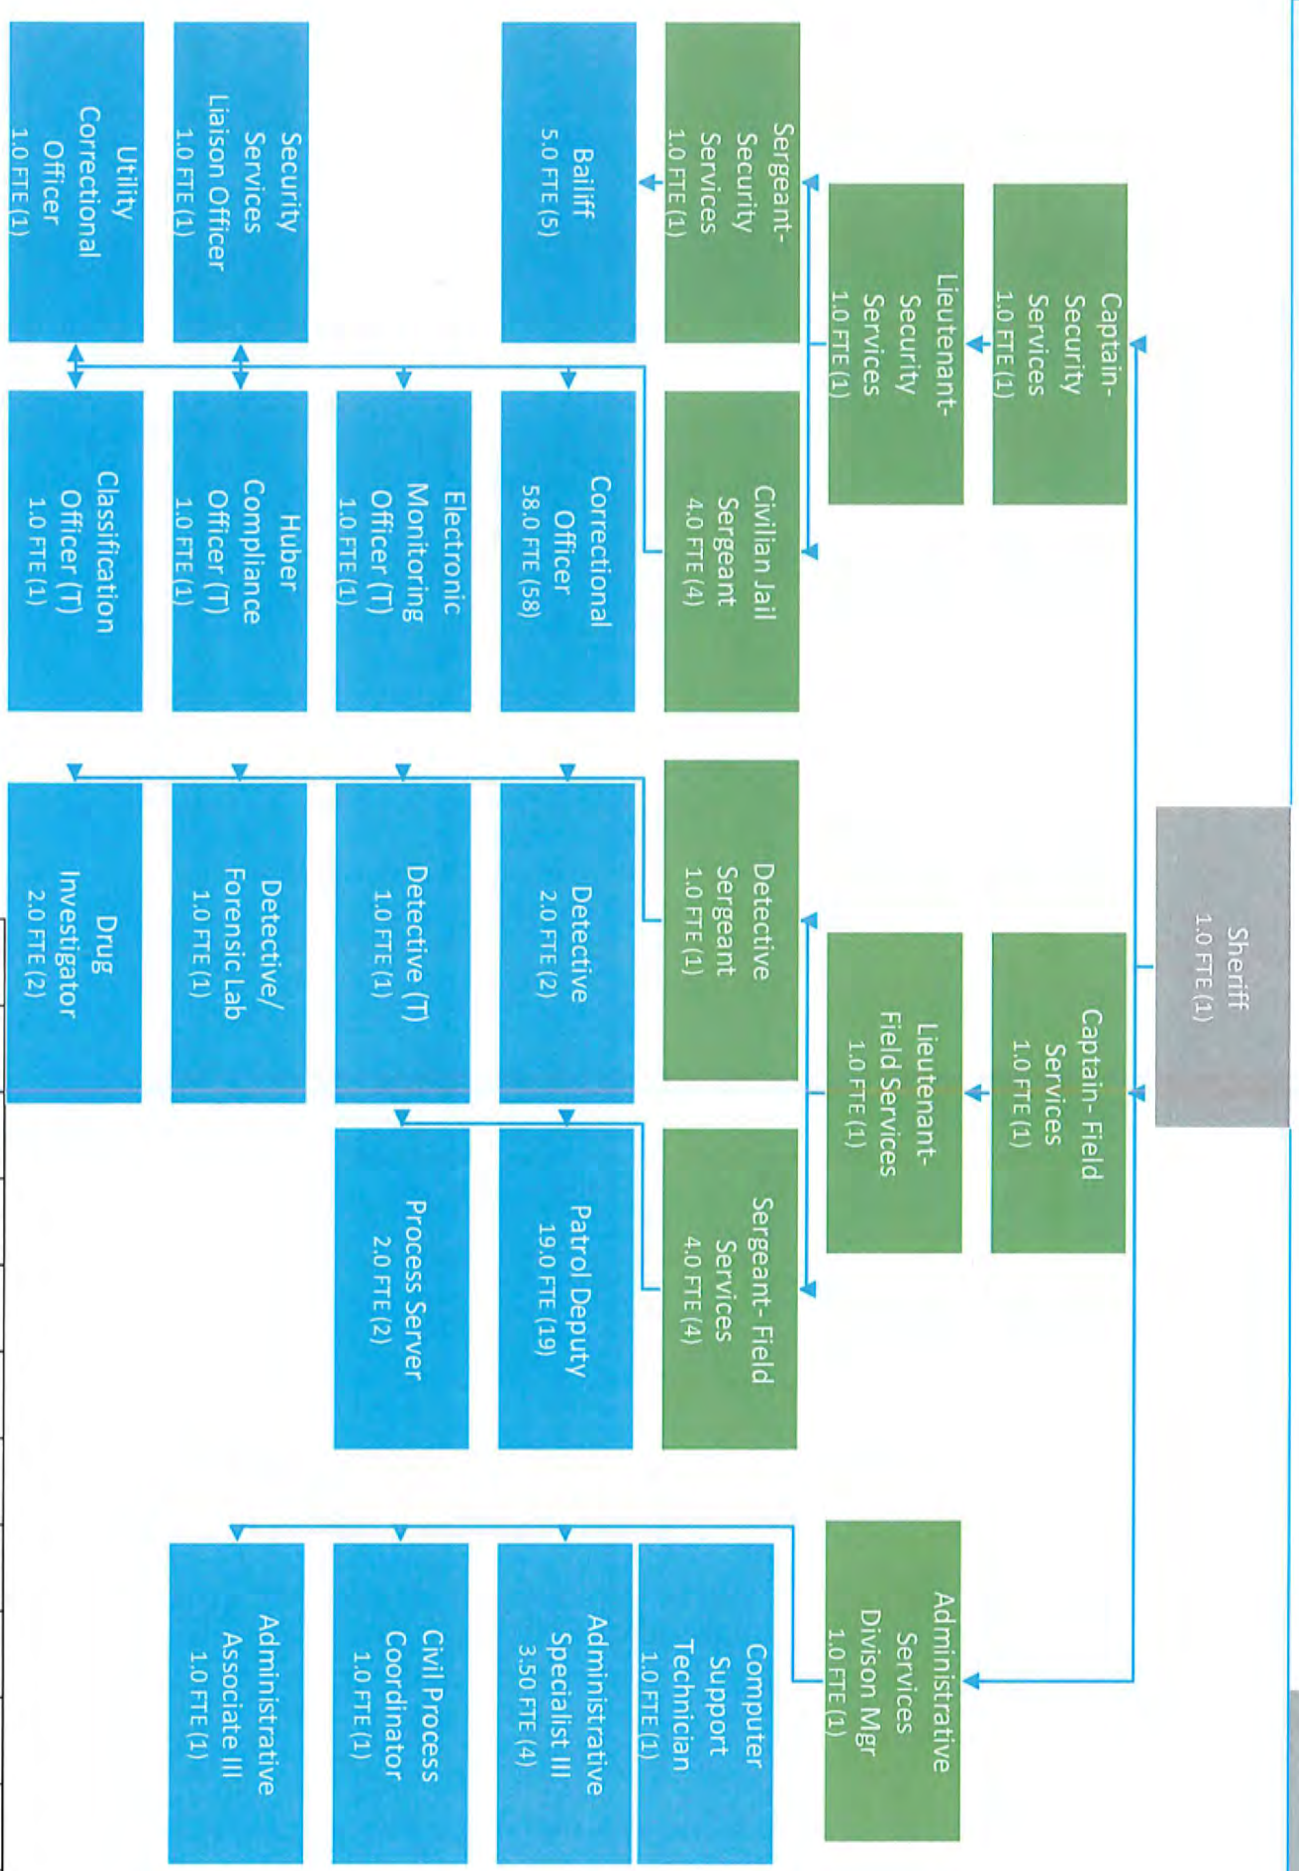 Sheriff
1.0 FTE (1)
Captain-
Security
Services
1.0 FTE (1)
Captain- Field
Services
1.0 FTE (1)
Lieutenant-
Security
Services
1.0 FTE (1)
Lieutenant-
Field Services
1.0 FTE (1)
Administrative
Services
Divison Mgr
1.0 FTE (1)
Sergeant-
Security
Services
1.0 FTE (1)
Civilian Jail
Sergeant
4.0 FTE (4)
Detective
Sergeant
1.0 FTE (1)
Sergeant- Field
Services
4.0 FTE (4)
Computer
Support
Technician
1.0 FTE (1)
Bailiff
5.0 FTE (5)
Correctional
Officer
58.0 FTE (58)
Detective
2.0 FTE (2)
Patrol Deputy
19.0 FTE (19)
Administrative
Specialist III
3.50 FTE (4)
Electronic
Monitoring
Officer (T)
1.0 FTE (1)
Detective (T)
1.0 FTE (1)
Process Server
2.0 FTE (2)
Civil Process
Coordinator
1.0 FTE (1)
Security
Services
Liaison Officer
1.0 FTE (1)
Huber
Compliance
Officer (T)
1.0 FTE (1)
Detective/
Forensic Lab
1.0 FTE (1)
Administrative
Associate III
1.0 FTE (1)
Utility
Correctional
Officer
1.0 FTE (1)
Classification
Officer (T)
1.0 FTE (1)
Drug
Investigator
2.0 FTE (2)